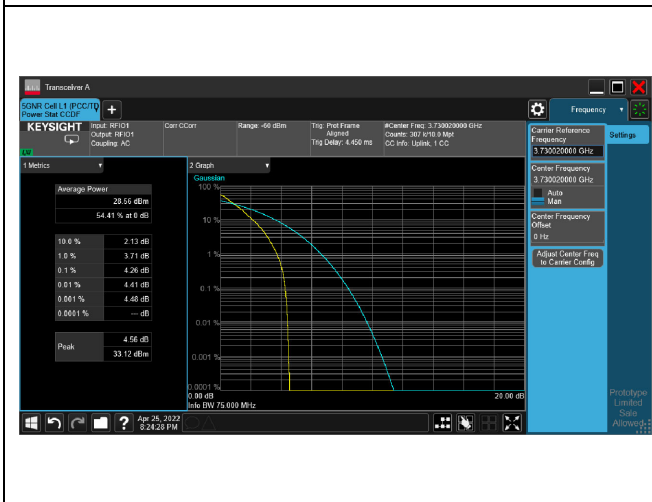 Transceiver A
5GNR Cell L1 (PCC/TD
Power Stat CCDF
Frequency
KEYSIGHT
Input: RFIO1
Output: RFIO1
Coupling: AC
Corr CCorr
Range: -60 dBm
Trig: Prot Frame
Aligned
Trig Delay: 4.450 ms
#Center Freq: 3.730020000 GHz
Counts: 307 k/10.0 Mpt
CC Info: Uplink, 1 CC
Carrier Reference
Frequency
3.730020000 GHz
Settings
Center Frequency
3.730020000 GHz
Auto
Man
Center Frequency
Offset
0 Hz
Adjust Center Freq
to Carrier Config
1 Metrics
Average Power
28.56 dBm
54.41 % at 0 dB
10.0 % 2.13 dB
1.0 % 3.71 dB
0.1 % 4.26 dB
0.01 % 4.41 dB
0.001 % 4.48 dB
0.0001 % --- dB
Peak
4.56 dB
33.12 dBm
2 Graph
Gaussian
100 %
10 %
1 %
0.1 %
0.01 %
0.001 %
0.0001 %
0.00 dB
20.00 dB
Info BW 75.000 MHz
Apr 25, 2022
8:24:28 PM
Prototype
Limited
Sale
Allowed